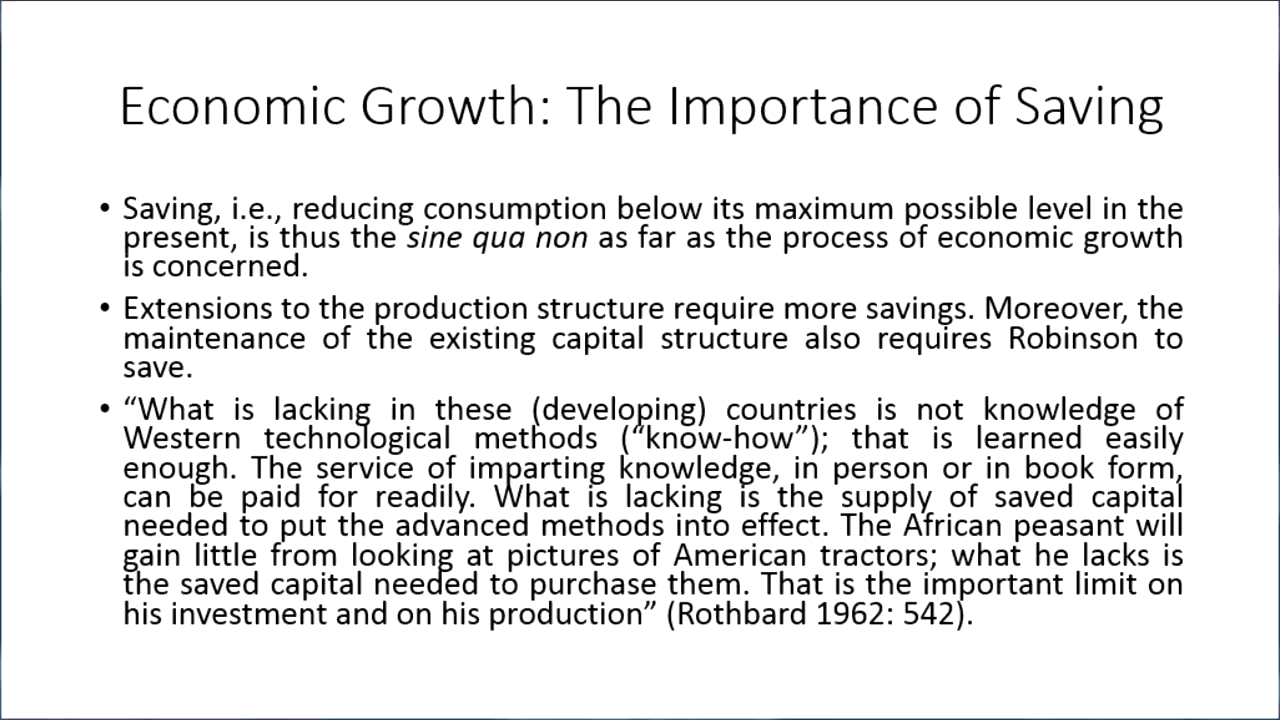 Economic Growth: The Importance of Saving
• Saving, i.e., reducing consumption below its maximum possible level in the
present, is thus the sine qua non as far as the process of economic growth
is concerned.
• Extensions to the production structure require more savings. Moreover, the
maintenance of the existing capital structure also requires Robinson to
save.
• “What is lacking in these (developing) countries is not knowledge of
Western technological methods (“know-how”); that is learned easily
enough. The service of imparting knowledge, in person or in book form,
can be paid for readily. What is lacking is the supply of saved capital
needed to put the advanced methods into effect. The African peasant will
gain little from looking at pictures of American tractors; what he lacks is
the saved capital needed to purchase them. That is the important limit on
his investment and on his production” (Rothbard 1962: 542).